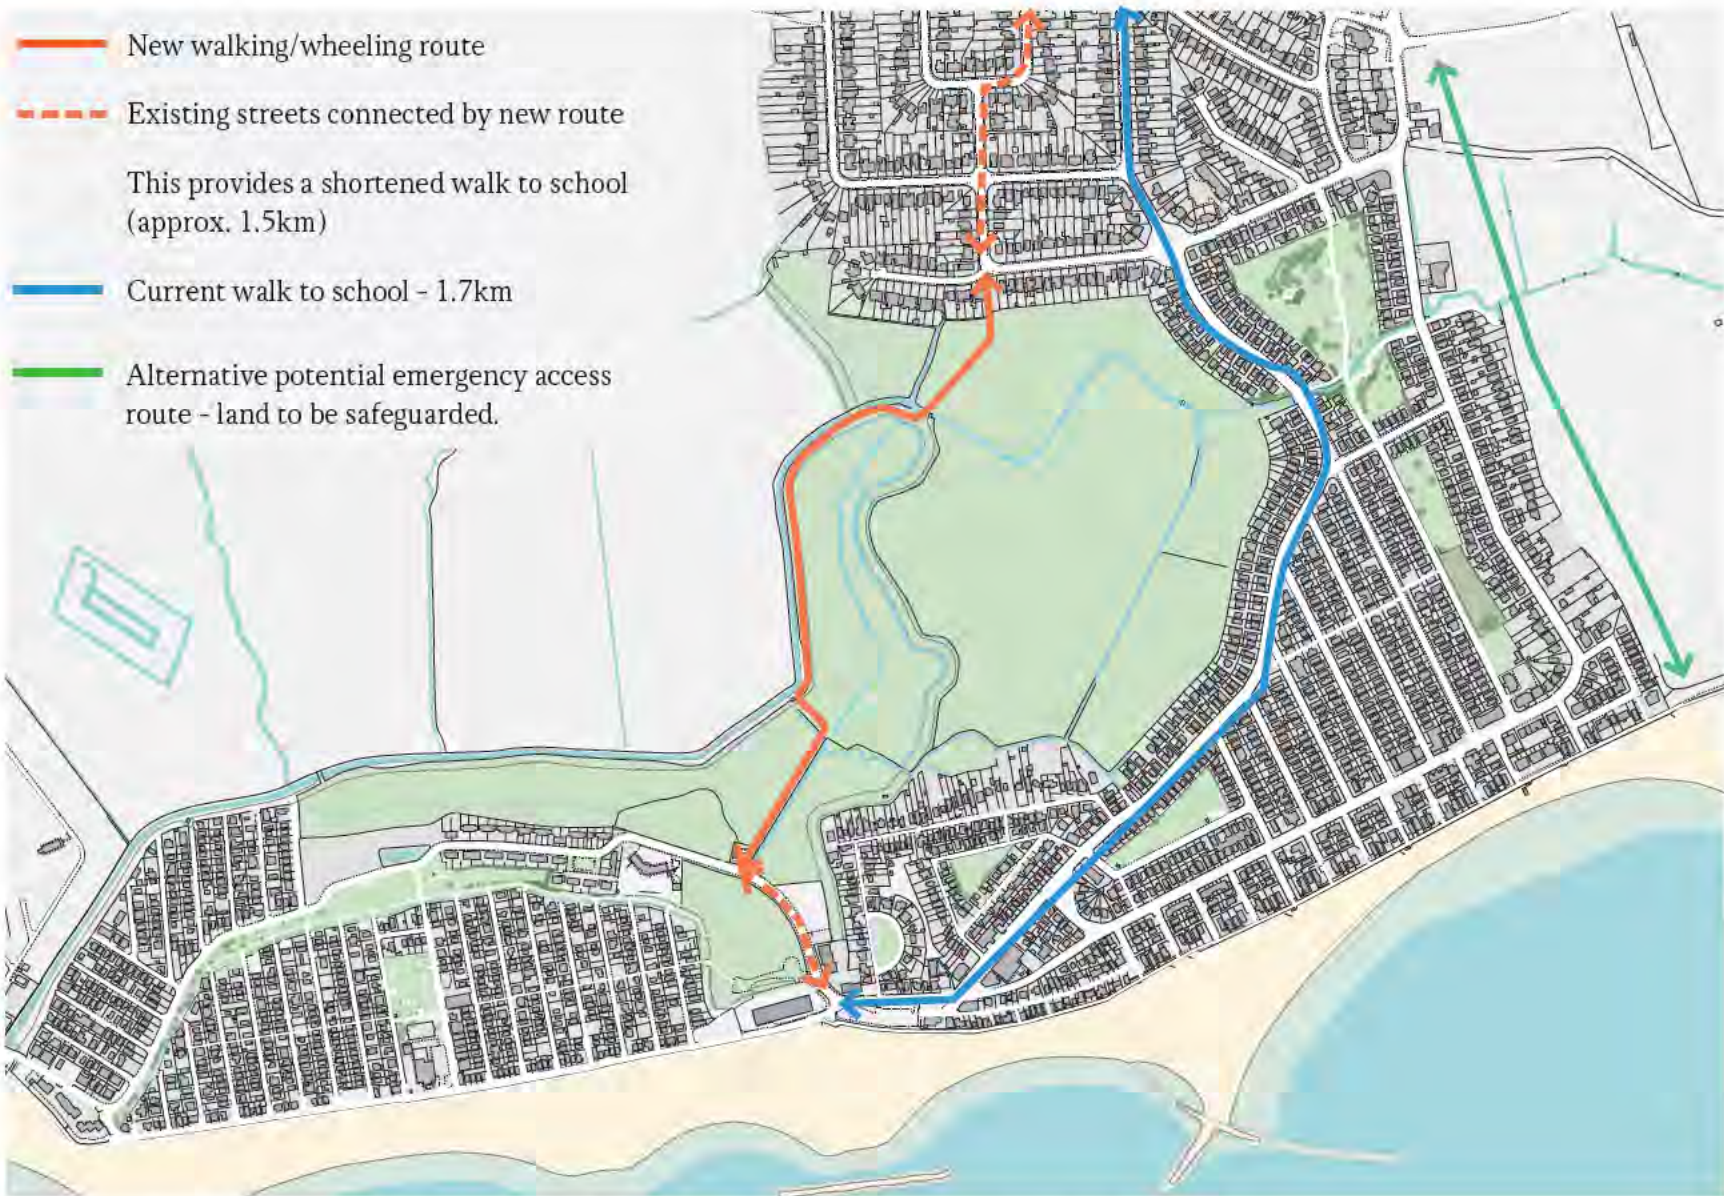 New walking/wheeling route
Existing streets connected by new route
This provides a shortened walk to school
(approx. 1.5km)
Current walk to school - 1.7km
Alternative potential emergency access
route - land to be safeguarded.